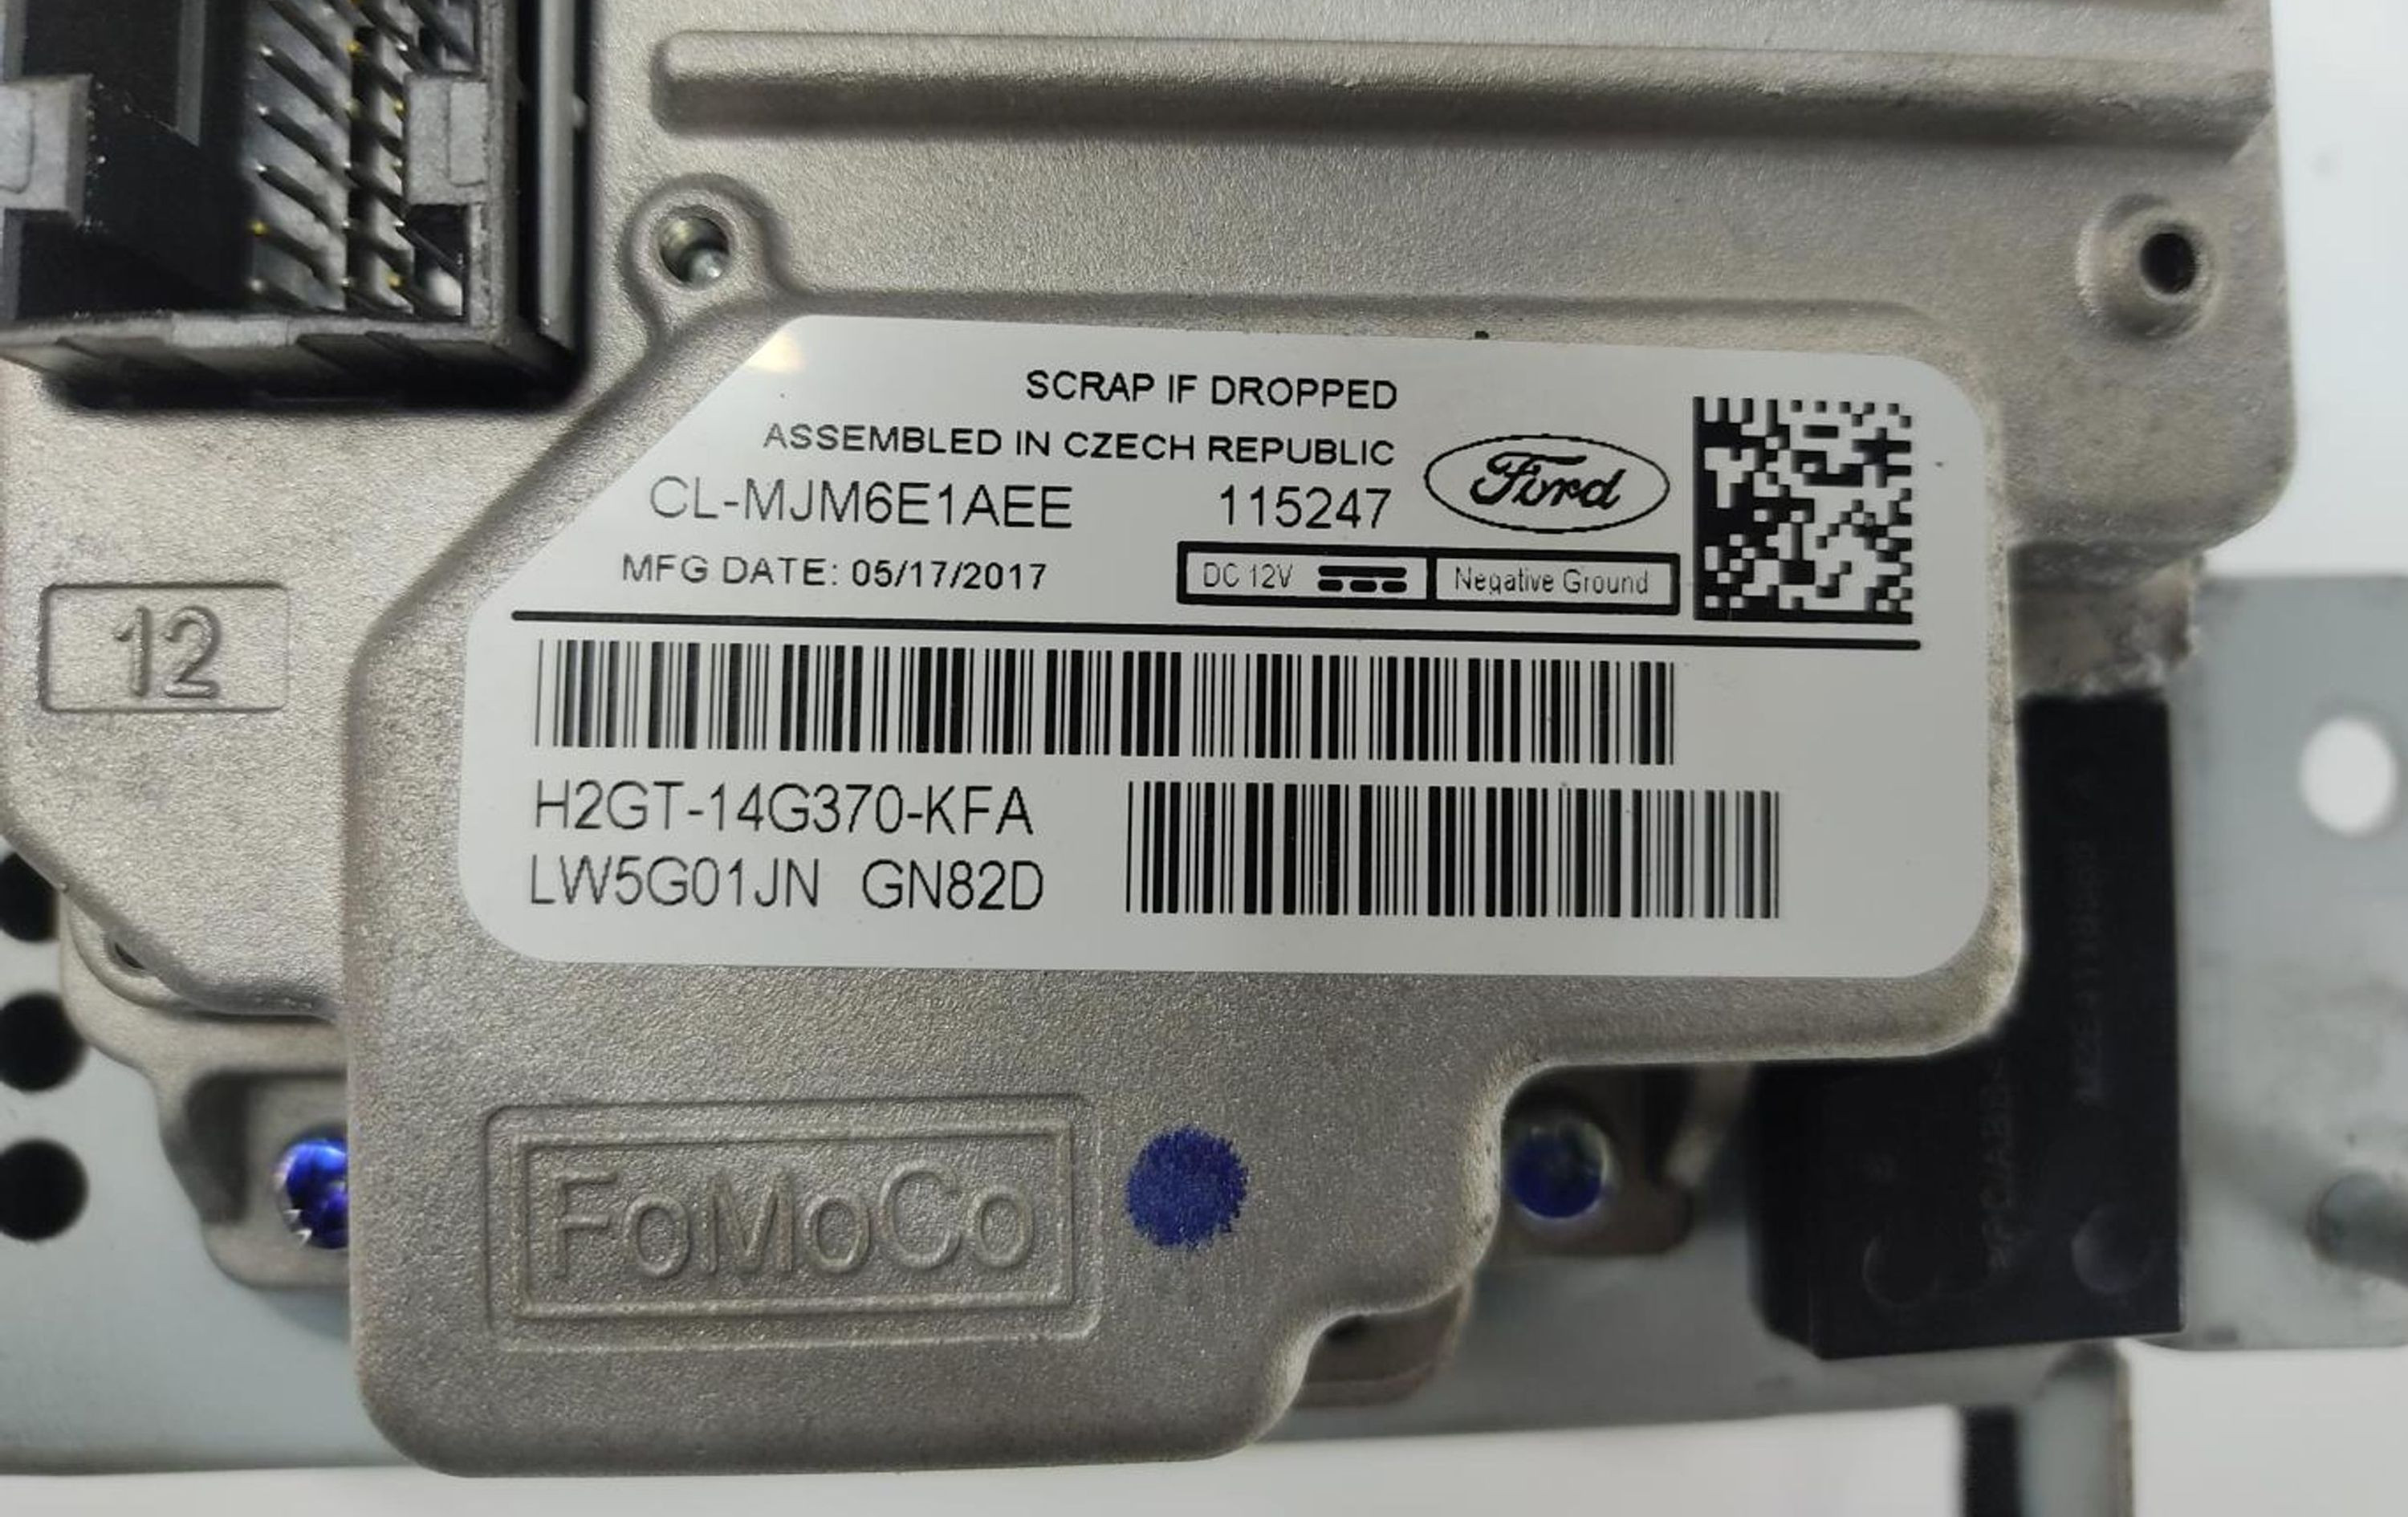 SCRAP IF DROPPED
ASSEMBLED IN CZECH REPUBLIC
CL-MJM6E1AEE 115247
Ford
MFG DATE: 05/17/2017
DC 12V Negative Ground
12
H2GT-14G370-KFA
LW5G01JN GN82D
FoMoCo